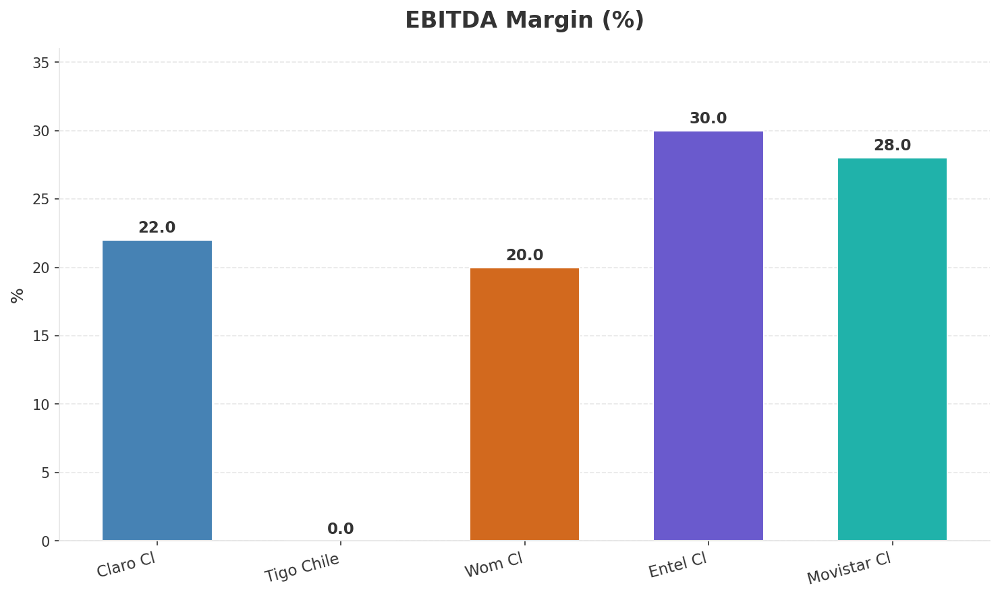 EBITDA Margin (%)
%
35
30
25
20
15
10
5
0
22.0
0.0
20.0
30.0
28.0
Claro Cl
Tigo Chile
Wom Cl
Entel Cl
Movistar Cl